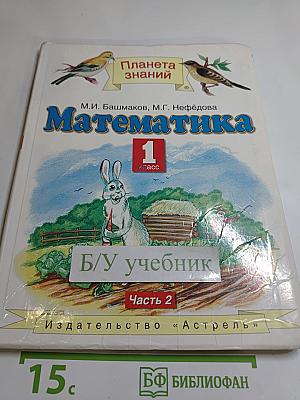 Планета
знаний
М.И. Башмаков, М.Г. Нефёдова
Математика
1
класс
Б/У учебник
Часть 2
Издательство «Астрель»
15с
БФ БИБЛИОФАН